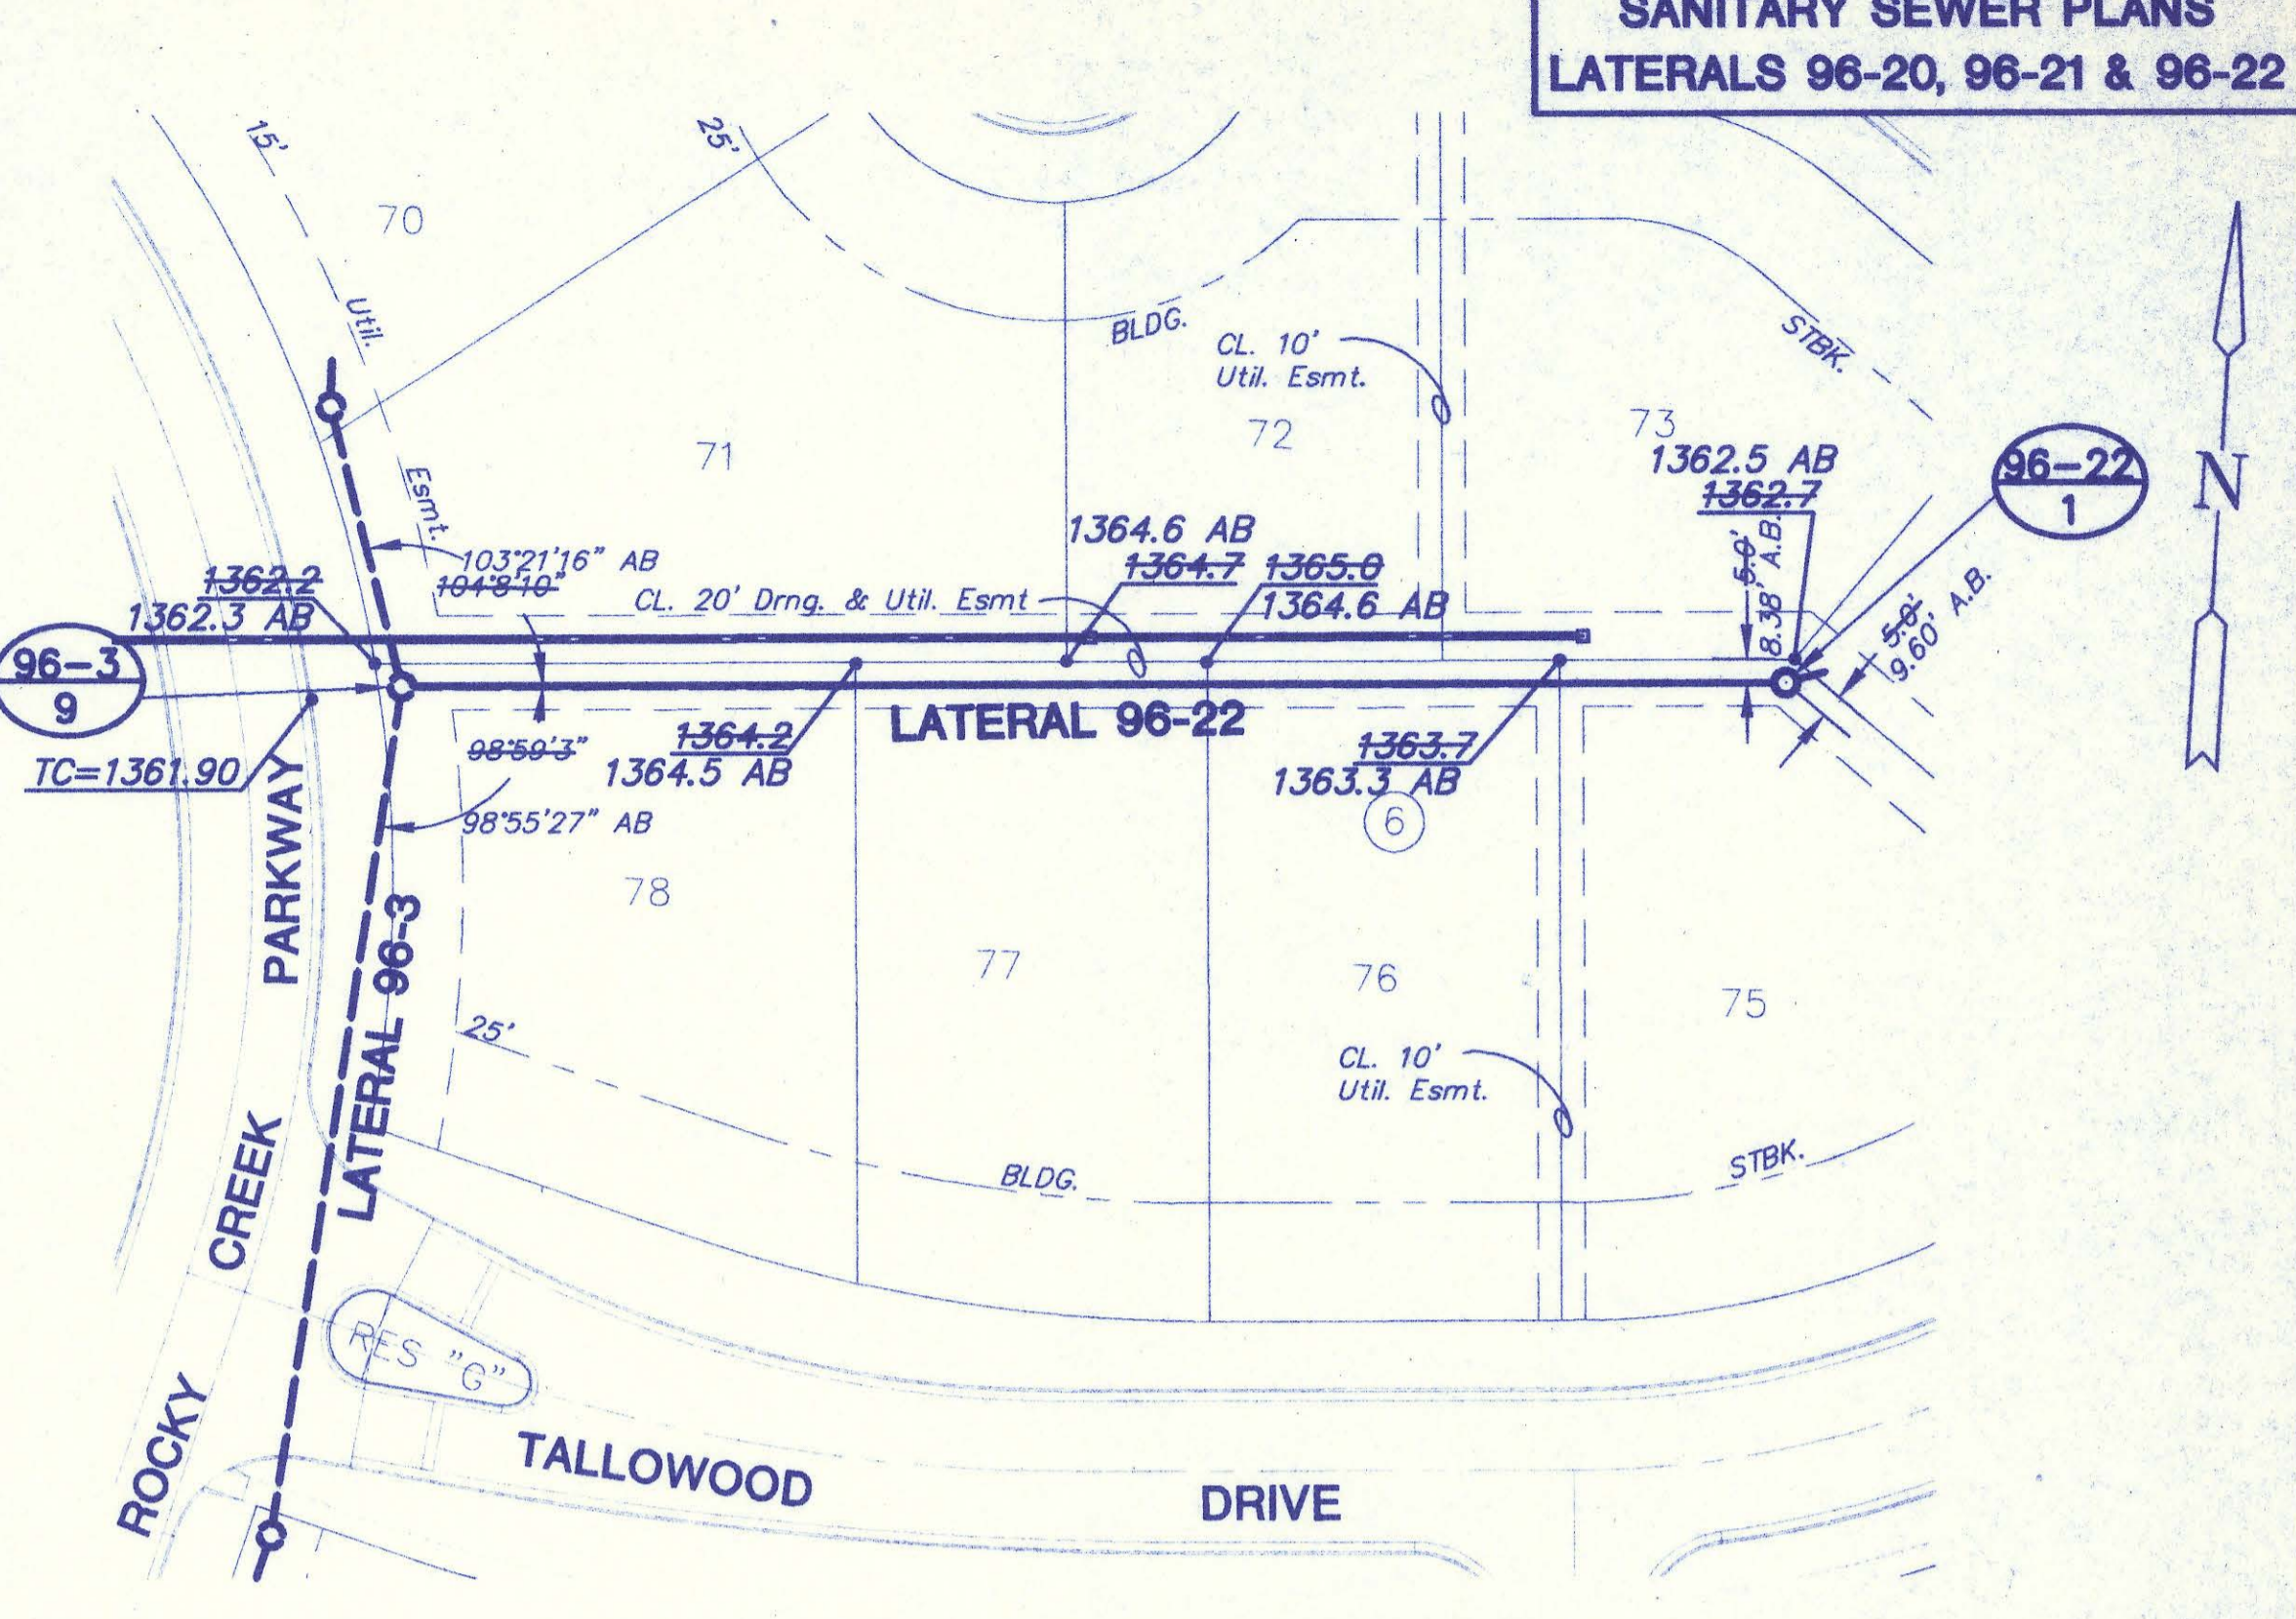 SANITARY SEWER PLANS
LATERALS 96-20, 96-21 & 96-22
15'
Util.
Esmt.
25'
70
BLDG.
STBK.
CL. 10'
Util. Esmt.
71
72
73
1362.5 AB
1362.7
96-22
1
N
5.0'
8.38' A.B.
5.0'
9.60' A.B.
1364.6 AB
1364.7
1365.0
1364.6 AB
103°21'16" AB
104°8'10"
CL. 20' Drng. & Util. Esmt
1362.2
1362.3 AB
96-3
9
TC=1361.90
98°59'3"
98°55'27" AB
1364.2
1364.5 AB
LATERAL 96-22
1363.7
1363.3 AB
6
78
77
76
75
25'
BLDG.
STBK.
CL. 10'
Util. Esmt.
LATERAL 96-3
ROCKY CREEK PARKWAY
RES "G"
TALLOWOOD DRIVE